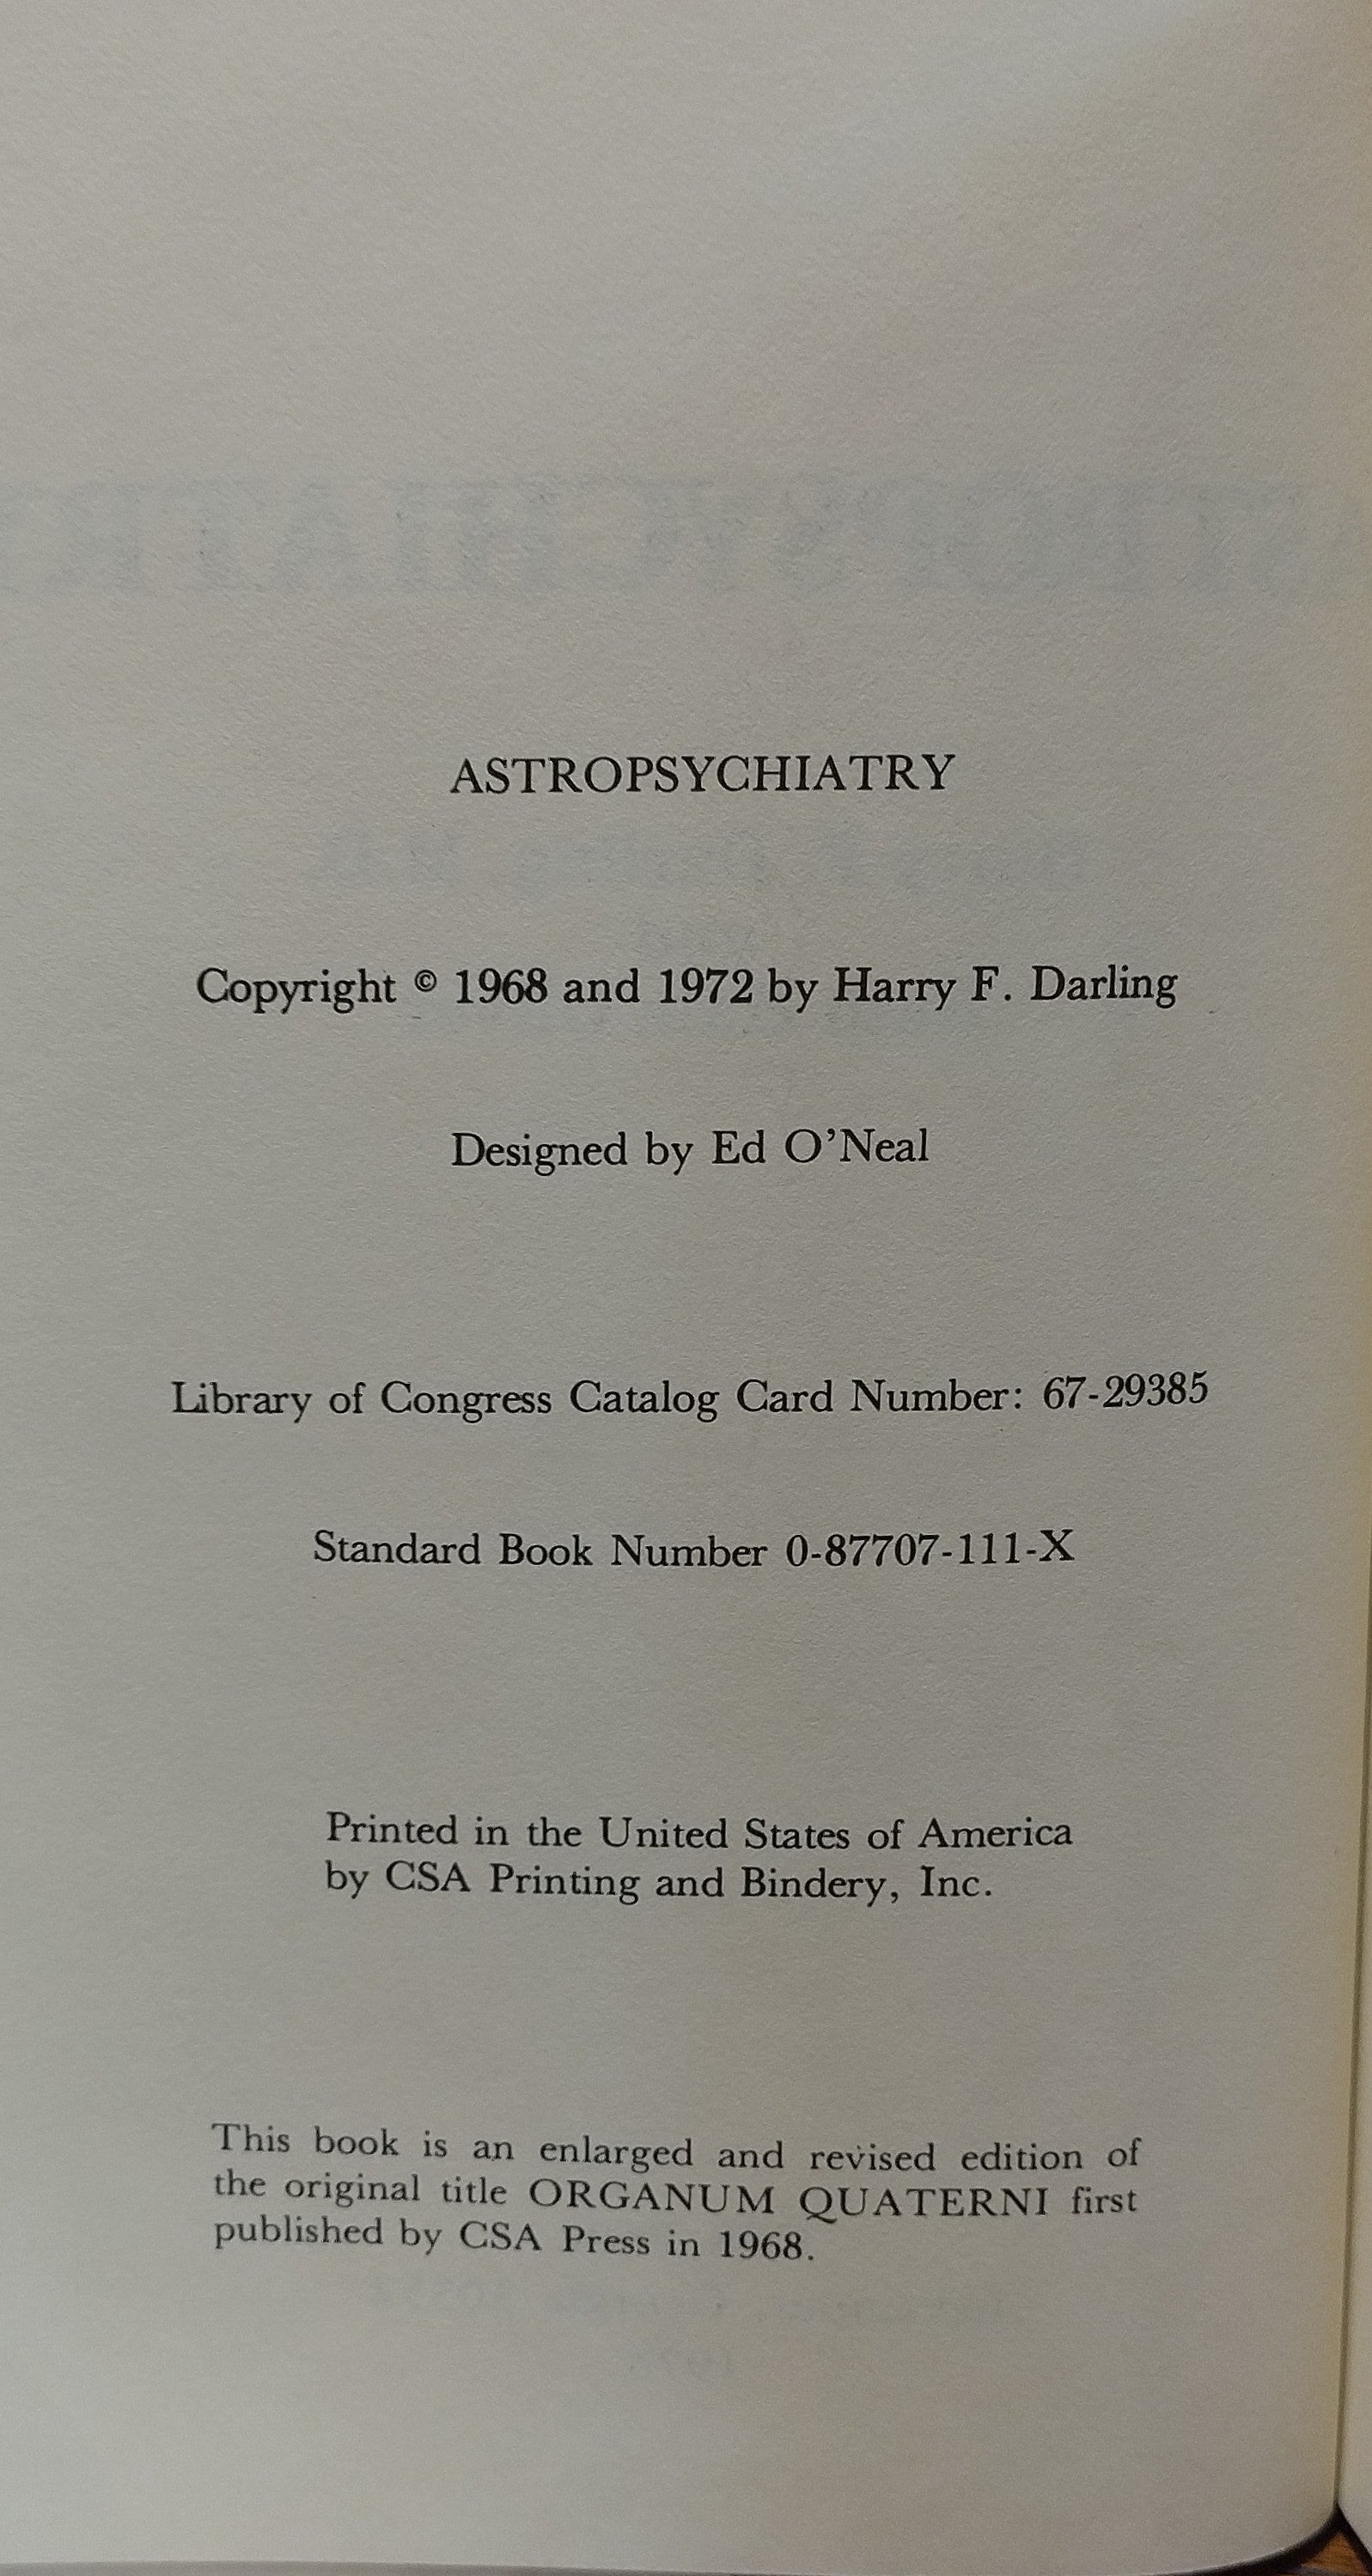 ASTROPSYCHIATRY
Copyright © 1968 and 1972 by Harry F. Darling
Designed by Ed O'Neal
Library of Congress Catalog Card Number: 67-29385
Standard Book Number 0-87707-111-X
Printed in the United States of America
by CSA Printing and Bindery, Inc.
This book is an enlarged and revised edition of
the original title ORGANUM QUATERNI first
published by CSA Press in 1968.